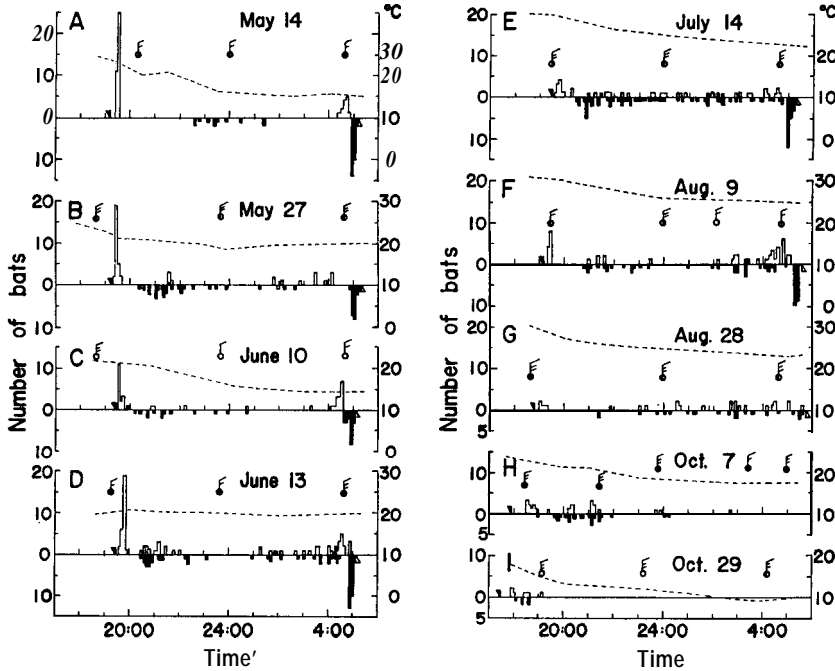 A
May 14
°C
20
10
0
10
30
20
10
0
B
May 27
20
10
0
10
30
20
10
0
C
June 10
10
0
10
20
10
0
D
June 13
20
10
0
10
30
20
10
°C
0
20:00
24:00
4:00
Time'
Number of bats
E
July 14
°C
20
10
0
10
20
10
0
F
Aug. 9
20
10
0
10
30
20
10
0
G
Aug. 28
20
10
0
5
30
20
10
H
Oct. 7
10
0
5
20
10
I
Oct. 29
10
0
5
20
10
20:00
24:00
4:00
Time
Number of bats